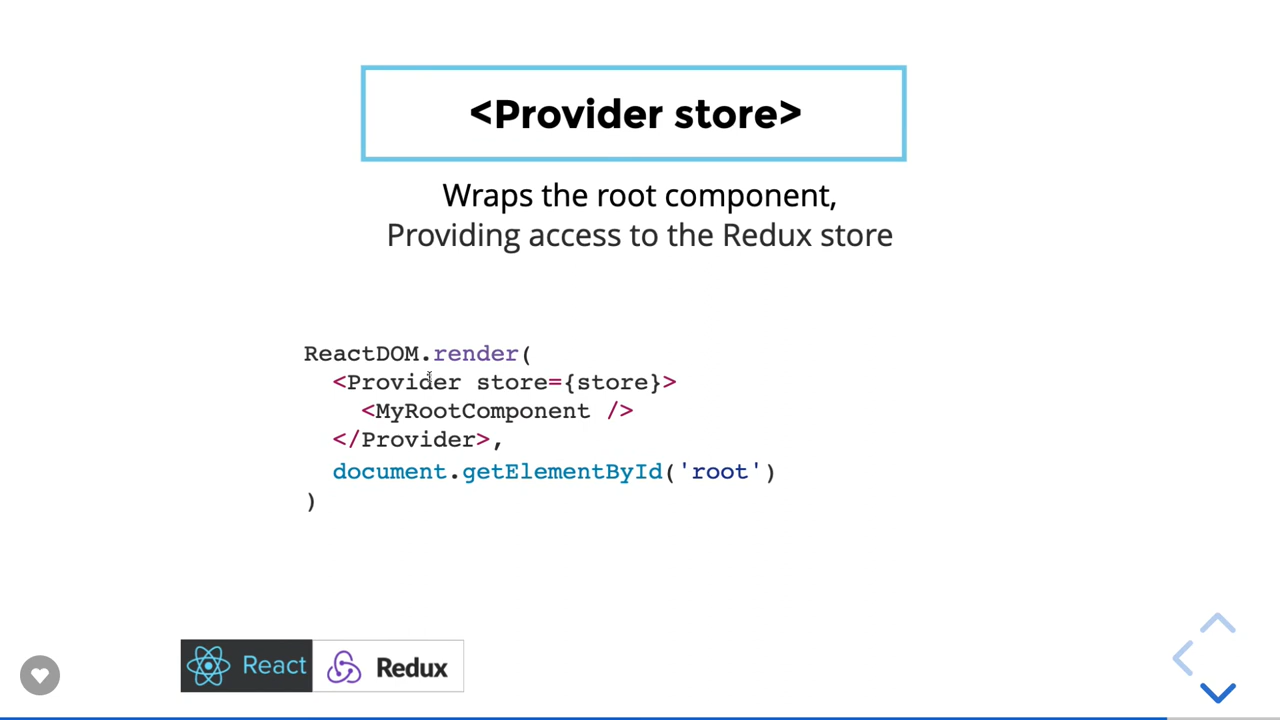 <Provider store>
Wraps the root component,
Providing access to the Redux store
ReactDOM.render(
  <Provider store={store}>
    <MyRootComponent />
  </Provider>,
  document.getElementById('root')
)
React Redux